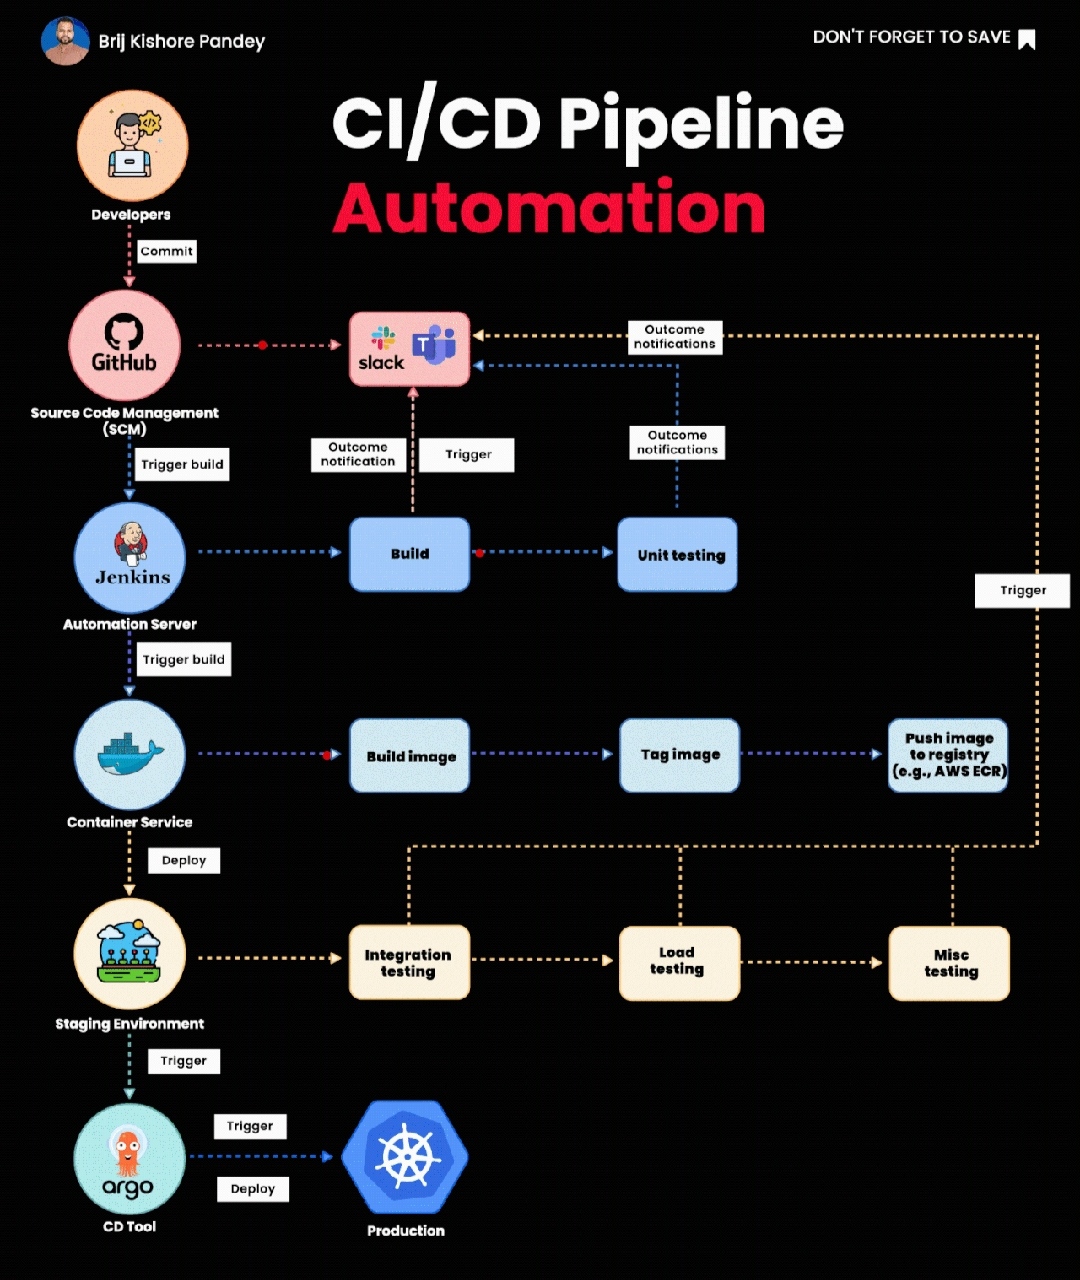 Brij Kishore Pandey
DON'T FORGET TO SAVE
CI/CD Pipeline
Automation
Developers
Commit
GitHub
Source Code Management
(SCM)
slack
T
Outcome
notifications
Outcome
notification
Trigger
Outcome
notifications
Trigger build
Jenkins
Automation Server
Build
Unit testing
Trigger
Trigger build
Container Service
Build image
Tag image
Push image
to registry
(e.g., AWS ECR)
Deploy
Staging Environment
Integration
testing
Load
testing
Misc
testing
Trigger
argo
CD Tool
Trigger
Deploy
Production